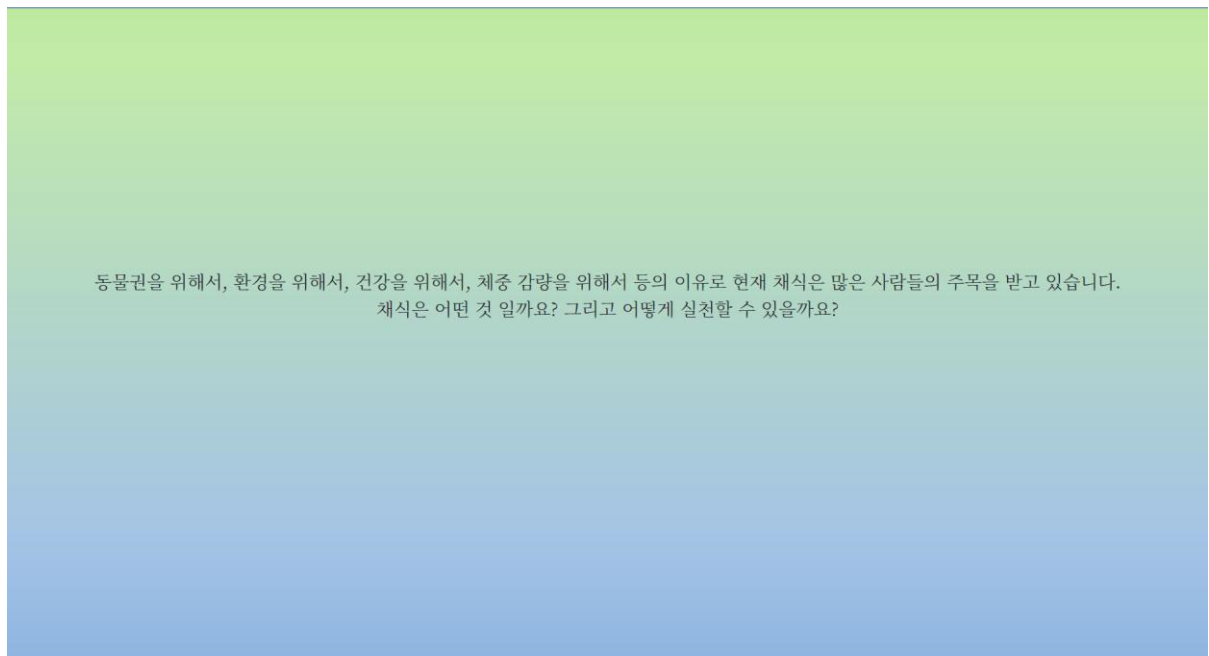 동물권을 위해서, 환경을 위해서, 건강을 위해서, 체중 감량을 위해서 등의 이유로 현재 채식은 많은 사람들의 주목을 받고 있습니다.
채식은 어떤 것 일까요? 그리고 어떻게 실천할 수 있을까요?